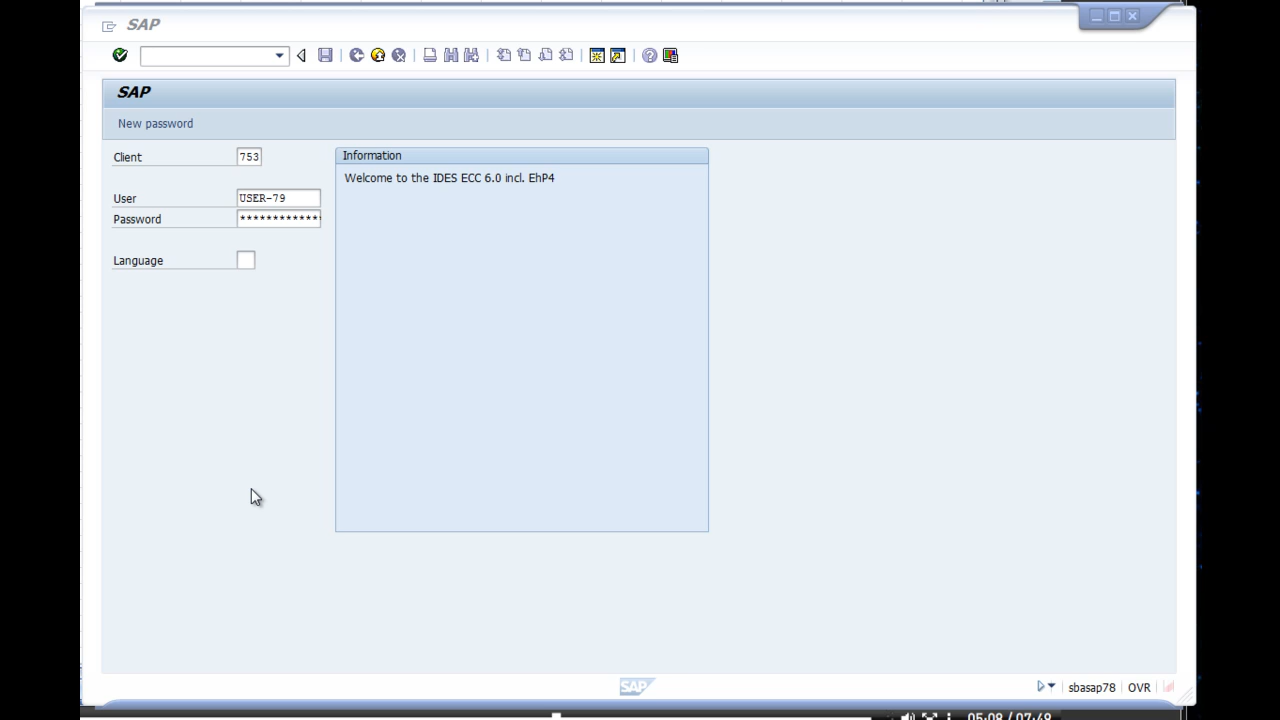 SAP
SAP
New password
Client 753
Information
Welcome to the IDES ECC 6.0 incl. EhP4
User USER-79
Password ************
Language
SAP
sbasap78 OVR
05:08 / 07:49